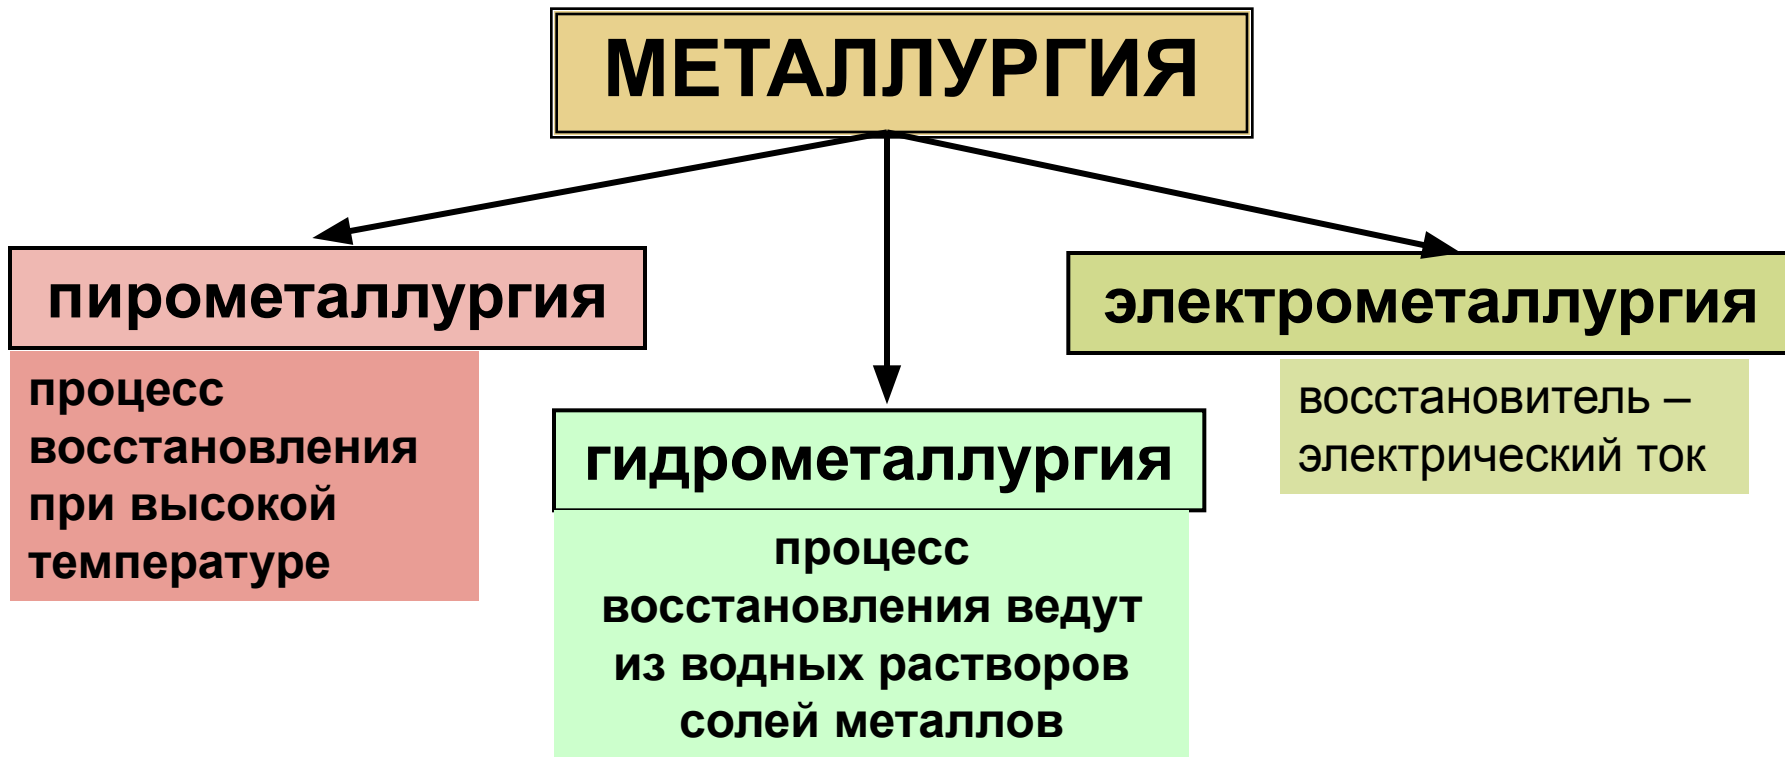 МЕТАЛЛУРГИЯ
пирометаллургия
процесс
восстановления
при высокой
температуре
гидрометаллургия
процесс
восстановления ведут
из водных растворов
солей металлов
электрометаллургия
восстановитель –
электрический ток